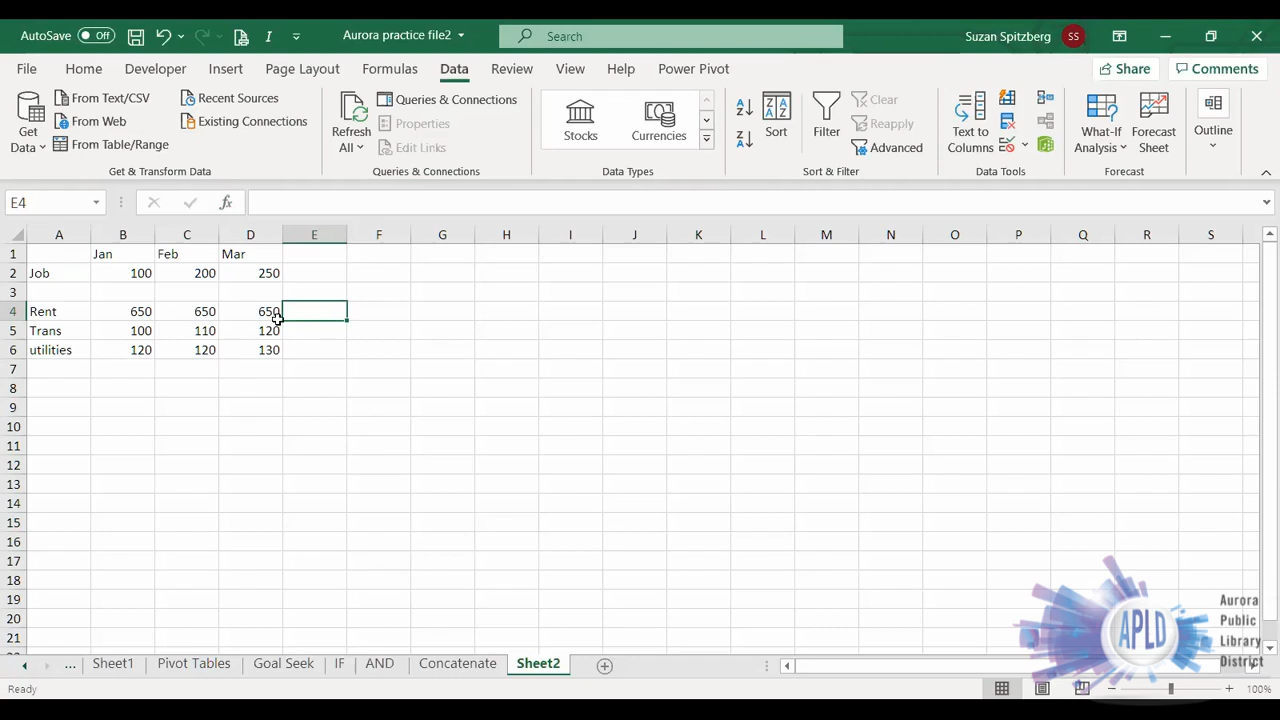 AutoSave Off Aurora practice file2 Search Suzan Spitzberg SS
File Home Developer Insert Page Layout Formulas Data Review View Help Power Pivot Share Comments
Get Data From Text/CSV From Web From Table/Range Recent Sources Existing Connections
Refresh All Queries & Connections Properties Edit Links
Stocks Currencies
Sort Filter Clear Reapply Advanced
Text to Columns What-If Analysis Forecast Sheet Outline
Get & Transform Data Queries & Connections Data Types Sort & Filter Data Tools Forecast
E4 fx
A B C D E F G H I J K L M N O P Q R S
1 Jan Feb Mar
2 Job 100 200 250
3
4 Rent 650 650 650
5 Trans 100 110 120
6 utilities 120 120 130
7
8
9
10
11
12
13
14
15
16
17
18
19
20
21
Aurora
Public
Library
District
APLD
... Sheet1 Pivot Tables Goal Seek IF AND Concatenate Sheet2
Ready 100%